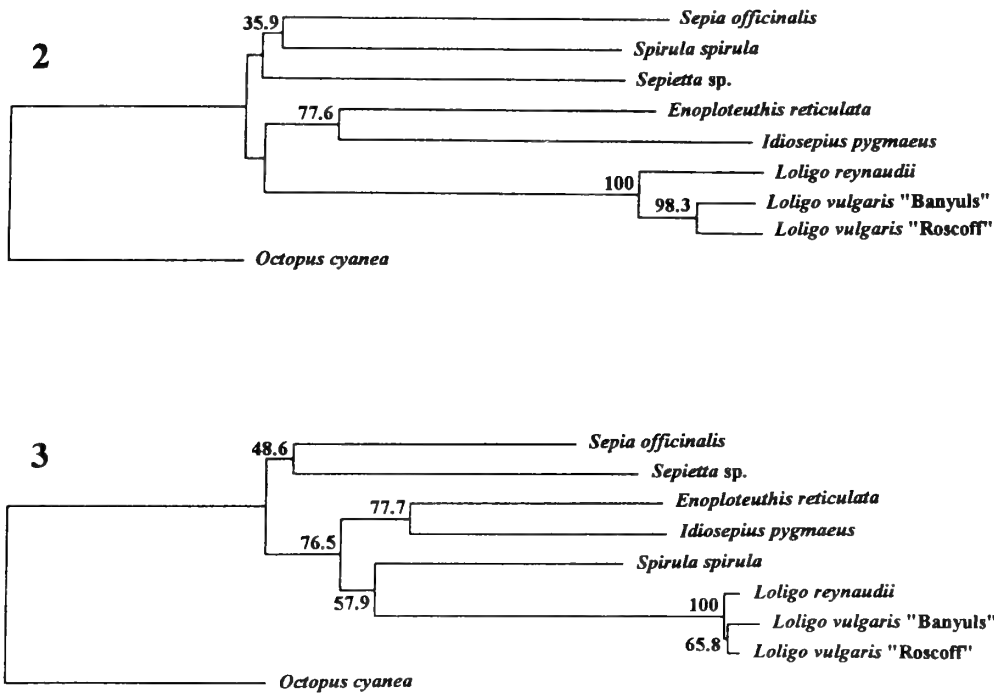 2
35.9
Sepia officinalis
Spirula spirula
Sepietta sp.
77.6
Enoploteuthis reticulata
Idiosepius pygmaeus
100
Loligo reynaudii
98.3
Loligo vulgaris "Banyuls"
Loligo vulgaris "Roscoff"
Octopus cyanea
3
48.6
Sepia officinalis
Sepietta sp.
77.7
Enoploteuthis reticulata
76.5
Idiosepius pygmaeus
Spirula spirula
57.9
100
Loligo reynaudii
Loligo vulgaris "Banyuls"
65.8
Loligo vulgaris "Roscoff"
Octopus cyanea